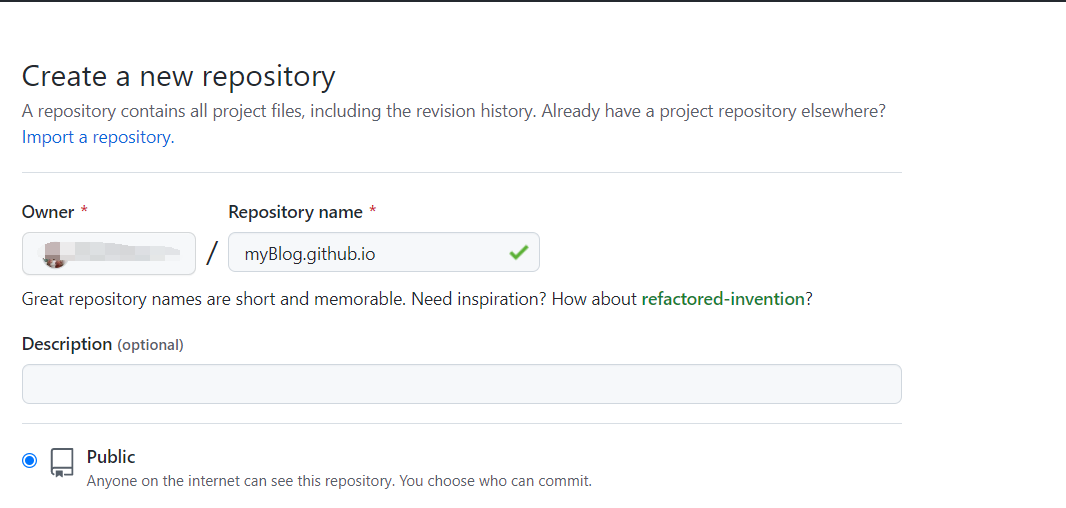 Create a new repository
A repository contains all project files, including the revision history. Already have a project repository elsewhere?
Import a repository.
Owner * Repository name *
/ myBlog.github.io
Great repository names are short and memorable. Need inspiration? How about refactored-invention?
Description (optional)
Public
Anyone on the internet can see this repository. You choose who can commit.